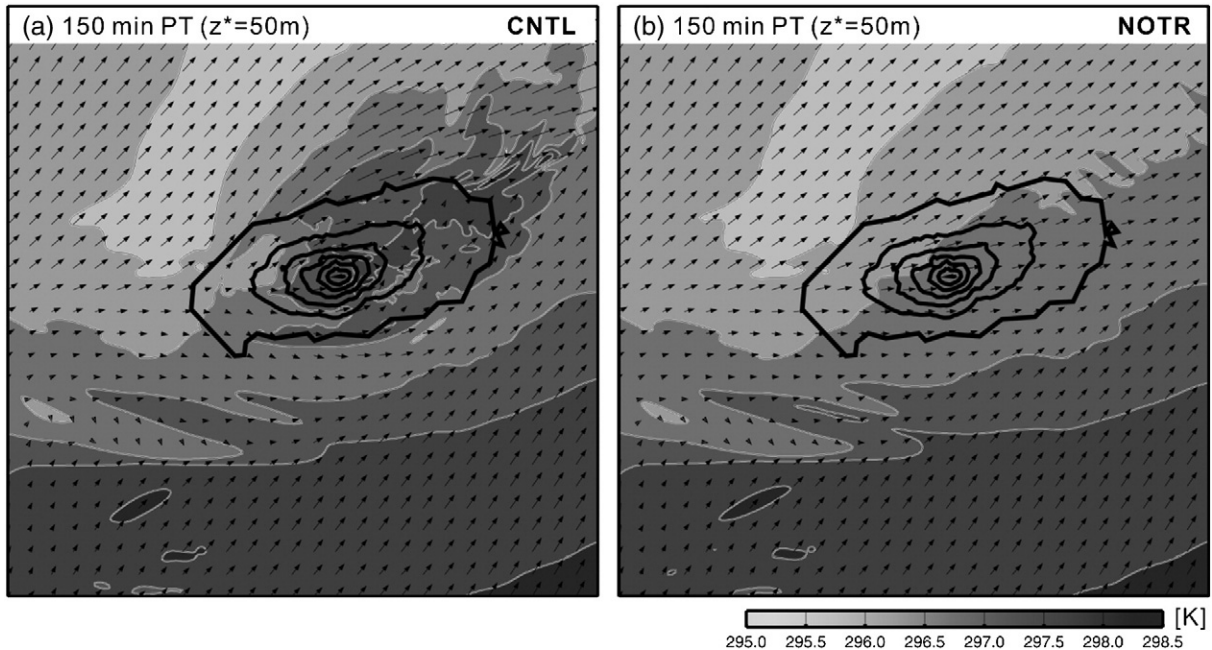 (a) 150 min PT (z*=50m) CNTL
(b) 150 min PT (z*=50m) NOTR
[K]
295.0 295.5 296.0 296.5 297.0 297.5 298.0 298.5